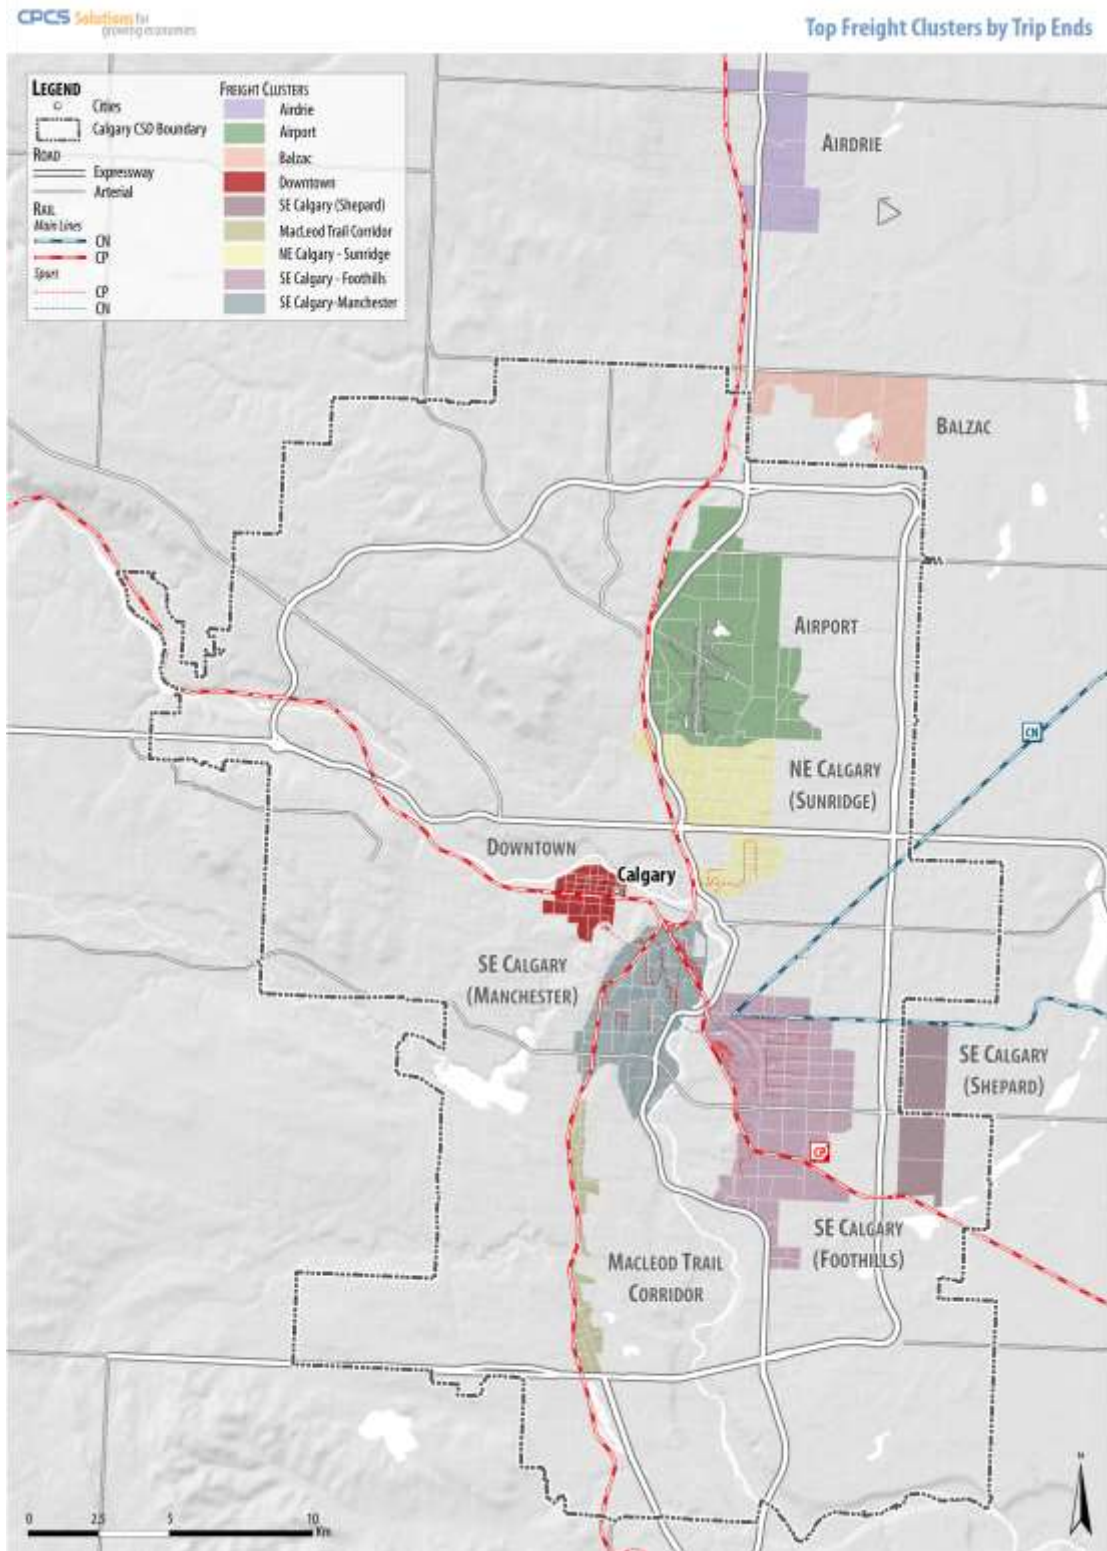 CPCS Solutions for
growing economies
Top Freight Clusters by Trip Ends
LEGEND
Cities
Calgary CSD Boundary
ROAD
Expressway
Arterial
RAIL
Main Lines
CN
CP
Spurs
CP
CN
FREIGHT CLUSTERS
Airdrie
Airport
Balzac
Downtown
SE Calgary (Shepard)
MacLeod Trail Corridor
NE Calgary - Sunridge
SE Calgary - Foothills
SE Calgary-Manchester
AIRDRIE
BALZAC
AIRPORT
CN
NE CALGARY
(SUNRIDGE)
DOWNTOWN
Calgary
SE CALGARY
(MANCHESTER)
SE CALGARY
(SHEPARD)
CP
SE CALGARY
(FOOTHILLS)
MACLEOD TRAIL
CORRIDOR
0 2.5 5 10
Km
N